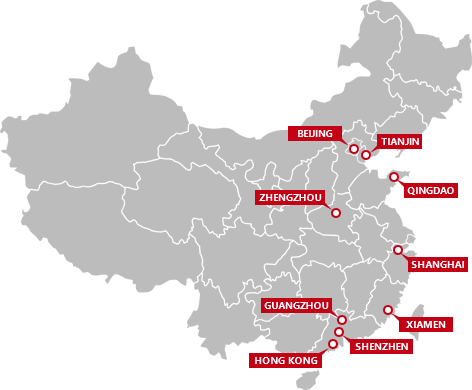 BEIJING
TIANJIN
QINGDAO
ZHENGZHOU
SHANGHAI
GUANGZHOU
XIAMEN
SHENZHEN
HONG KONG